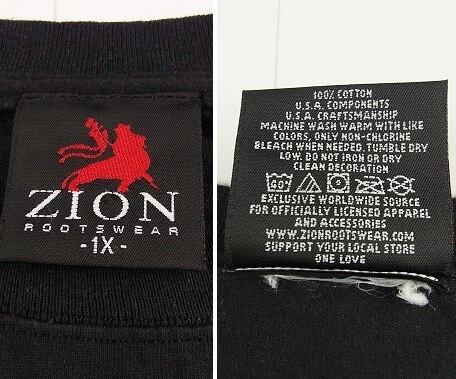 ZION
ROOTSWEAR
-1X-
100% COTTON
U.S.A. COMPONENTS
U.S.A. CRAFTSMANSHIP
MACHINE WASH WARM WITH LIKE
COLORS, ONLY NON-CHLORINE
BLEACH WHEN NEEDED. TUMBLE DRY
LOW. DO NOT IRON OR DRY
CLEAN DECORATION
EXCLUSIVE WORLDWIDE SOURCE
FOR OFFICIALLY LICENSED APPAREL
AND ACCESSORIES
WWW.ZIONROOTSWEAR.COM
SUPPORT YOUR LOCAL STORE
ONE LOVE